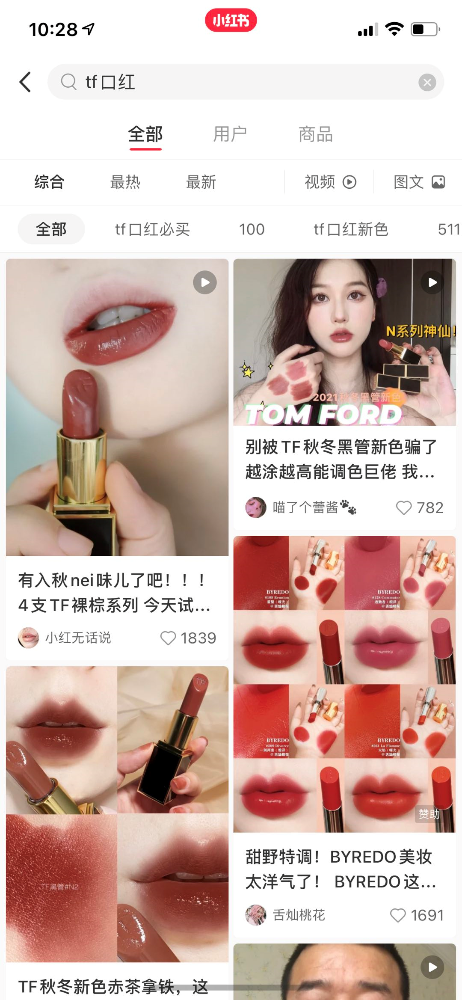 10:28
小红书
tf口红
全部
用户
商品
综合
最热
最新
视频
图文
全部
tf口红必买
100
tf口红新色
511
有入秋nei味儿了吧！！！
4支TF裸棕系列 今天试...
小红无话说
1839
N系列神仙！
2021秋冬黑管新色
TOM FORD
别被TF秋冬黑管新色骗了
越涂越高能调色巨佬 我...
喵了个蕾酱
782
BYREDO
#109 Reunion
重聚（哑光）
@舌灿桃花
BYREDO
#128 Commuter
通勤者（缎泽）
@舌灿桃花
BYREDO
#209 Divorce
一别两宽（缎泽）
@舌灿桃花
BYREDO
#361 La Flamme
火焰（哑光）
@舌灿桃花
赞助
甜野特调！BYREDO美妆
太洋气了！ BYREDO这...
舌灿桃花
1691
TF
TF黑管#N2
TF秋冬新色赤茶拿铁，这